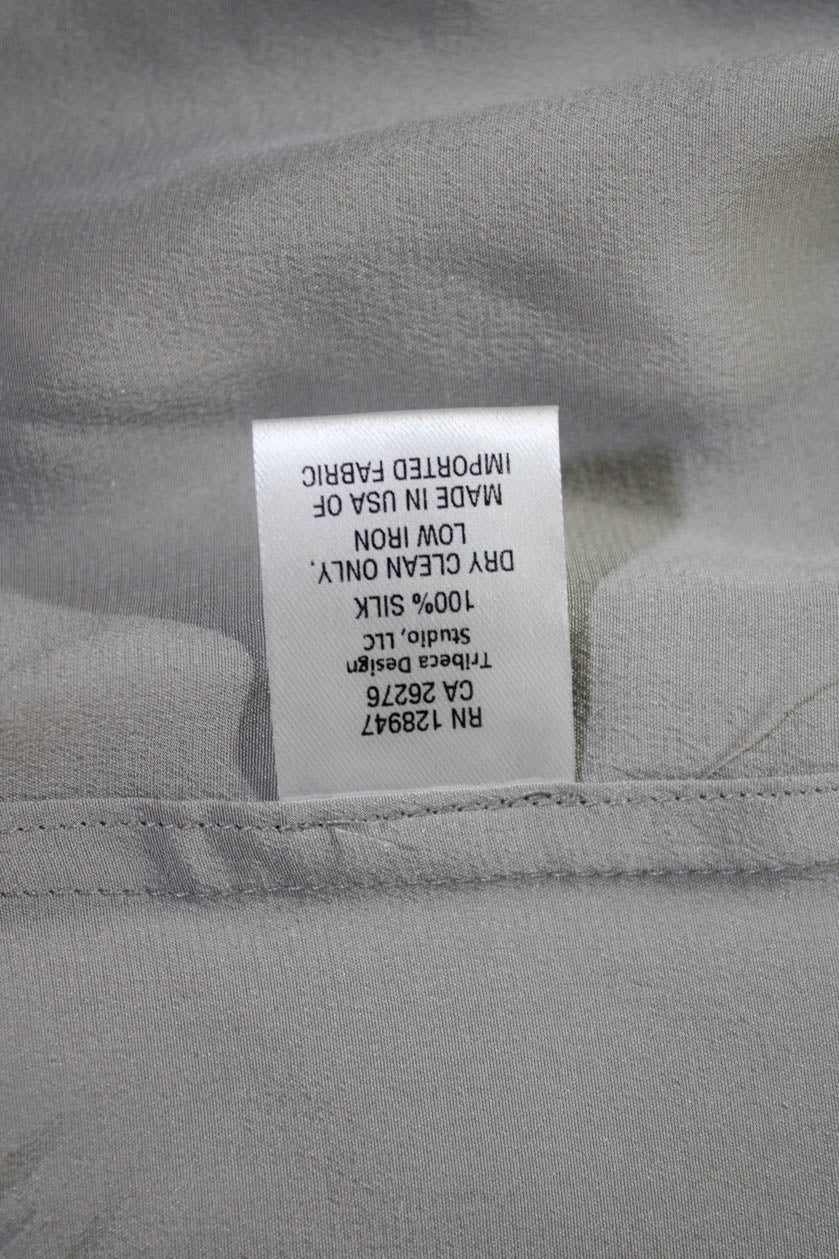 RN 128947
CA 26276
Tribeca Design
Studio, LLC
100% SILK
DRY CLEAN ONLY.
LOW IRON
MADE IN USA OF
IMPORTED FABRIC